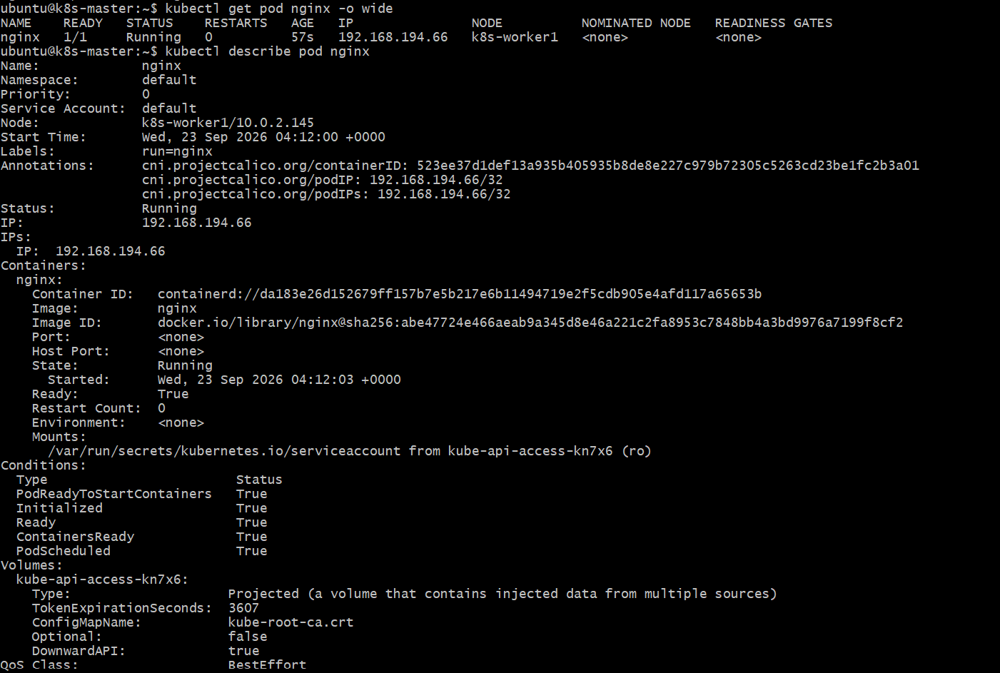 ubuntu@k8s-master:~$ kubectl get pod nginx -o wide
NAME    READY   STATUS    RESTARTS   AGE   IP               NODE          NOMINATED NODE   READINESS GATES
nginx   1/1     Running   0          57s   192.168.194.66   k8s-worker1   <none>           <none>
ubuntu@k8s-master:~$ kubectl describe pod nginx
Name:             nginx
Namespace:        default
Priority:         0
Service Account:  default
Node:             k8s-worker1/10.0.2.145
Start Time:       Wed, 23 Sep 2026 04:12:00 +0000
Labels:           run=nginx
Annotations:      cni.projectcalico.org/containerID: 523ee37d1def13a935b405935b8de8e227c979b72305c5263cd23be1fc2b3a01
                  cni.projectcalico.org/podIP: 192.168.194.66/32
                  cni.projectcalico.org/podIPs: 192.168.194.66/32
Status:           Running
IP:               192.168.194.66
IPs:
  IP:  192.168.194.66
Containers:
  nginx:
    Container ID:   containerd://da183e26d152679ff157b7e5b217e6b11494719e2f5cdb905e4afd117a65653b
    Image:          nginx
    Image ID:       docker.io/library/nginx@sha256:abe47724e466aeab9a345d8e46a221c2fa8953c7848bb4a3bd9976a7199f8cf2
    Port:           <none>
    Host Port:      <none>
    State:          Running
      Started:      Wed, 23 Sep 2026 04:12:03 +0000
    Ready:          True
    Restart Count:  0
    Environment:    <none>
    Mounts:
      /var/run/secrets/kubernetes.io/serviceaccount from kube-api-access-kn7x6 (ro)
Conditions:
  Type                        Status
  PodReadyToStartContainers   True
  Initialized                 True
  Ready                       True
  ContainersReady             True
  PodScheduled                True
Volumes:
  kube-api-access-kn7x6:
    Type:                    Projected (a volume that contains injected data from multiple sources)
    TokenExpirationSeconds:  3607
    ConfigMapName:           kube-root-ca.crt
    Optional:                false
    DownwardAPI:             true
QoS Class:                   BestEffort